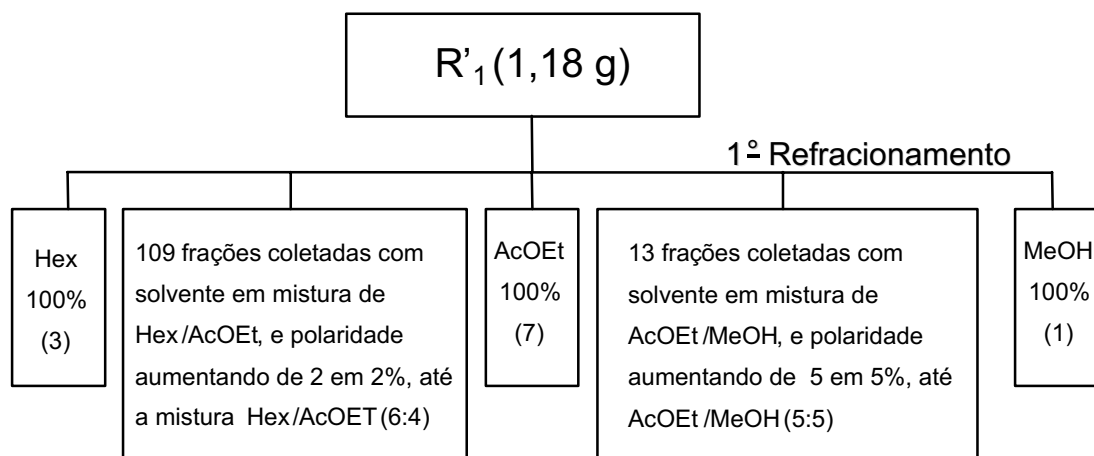 R’₁ (1,18 g)
1º Refracionamento
Hex
100%
(3)
109 frações coletadas com
solvente em mistura de
Hex/AcOEt, e polaridade
aumentando de 2 em 2%, até
a mistura Hex/AcOET (6:4)
AcOEt
100%
(7)
13 frações coletadas com
solvente em mistura de
AcOEt/MeOH, e polaridade
aumentando de 5 em 5%, até
AcOEt/MeOH (5:5)
MeOH
100%
(1)